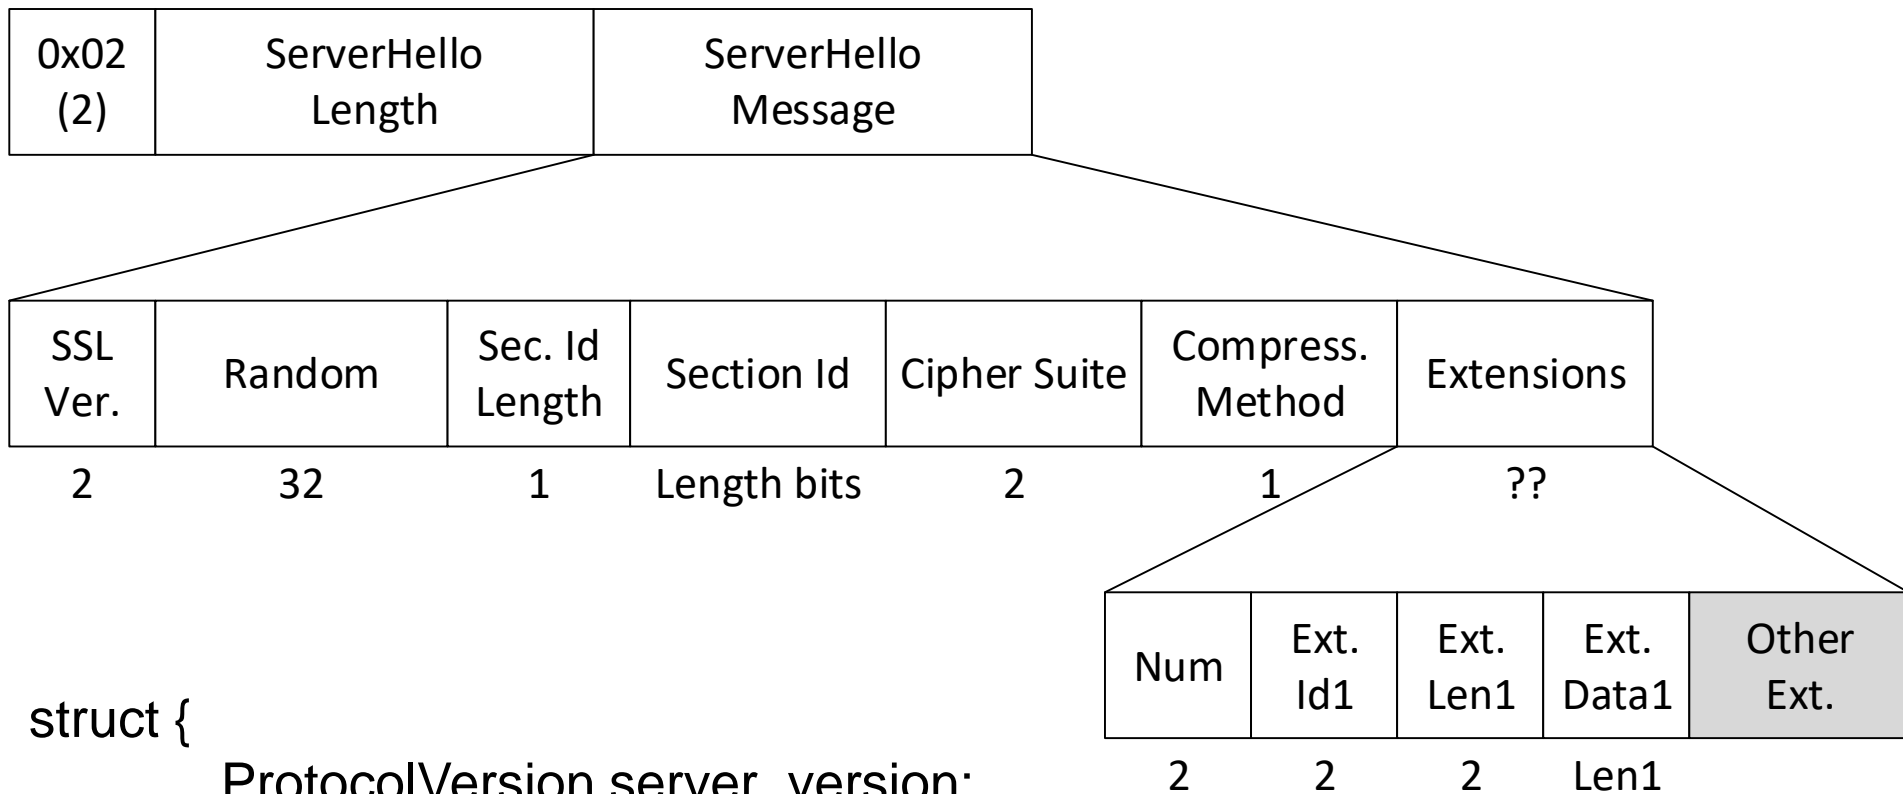 0x02
(2)
ServerHello
Length
ServerHello
Message
SSL
Ver.
Random
Sec. Id
Length
Section Id
Cipher Suite
Compress.
Method
Extensions
2
32
1
Length bits
2
1
??
Num
Ext.
Id1
Ext.
Len1
Ext.
Data1
Other
Ext.
2
2
2
Len1
struct {
ProtocolVersion server_version;